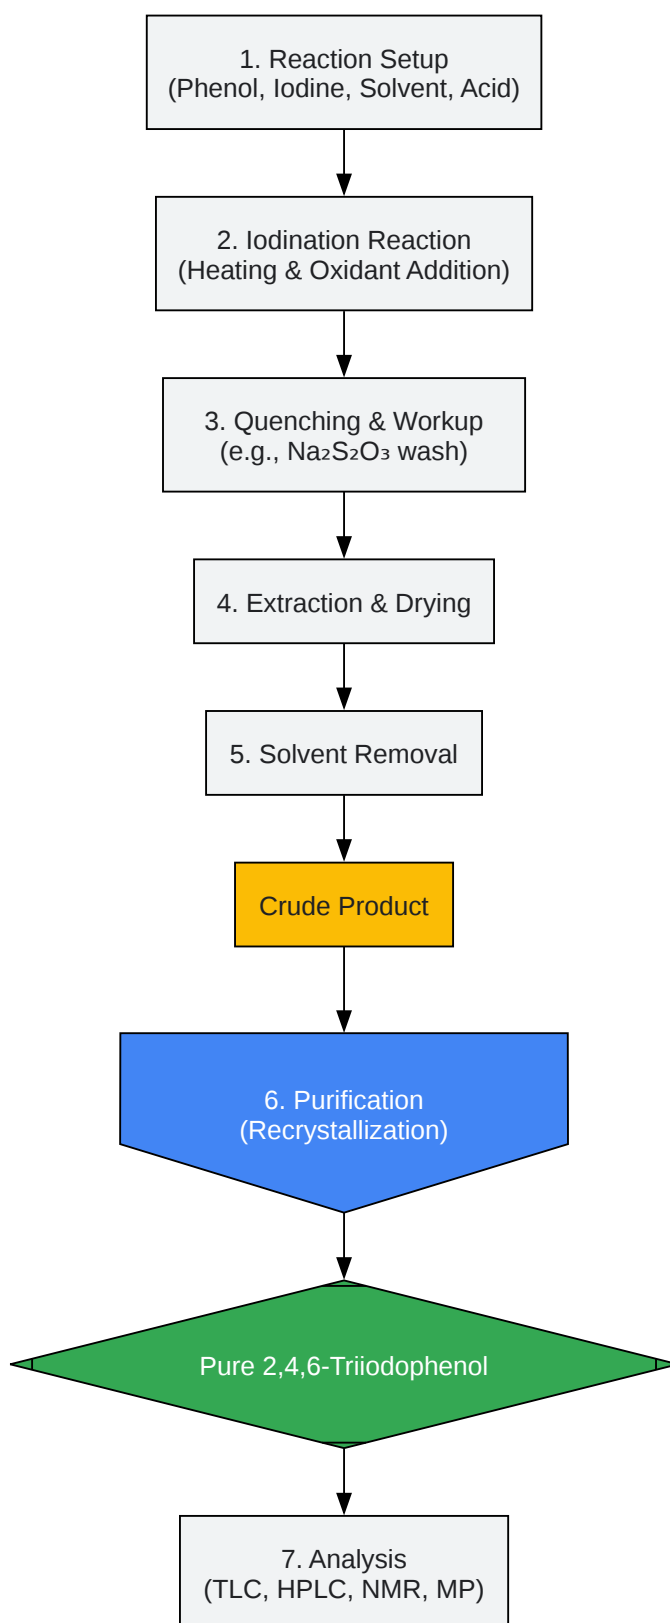 1. Reaction Setup
(Phenol, Iodine, Solvent, Acid)
2. Iodination Reaction
(Heating & Oxidant Addition)
3. Quenching & Workup
(e.g., Na₂S₂O₃ wash)
4. Extraction & Drying
5. Solvent Removal
Crude Product
6. Purification
(Recrystallization)
Pure 2,4,6-Triiodophenol
7. Analysis
(TLC, HPLC, NMR, MP)